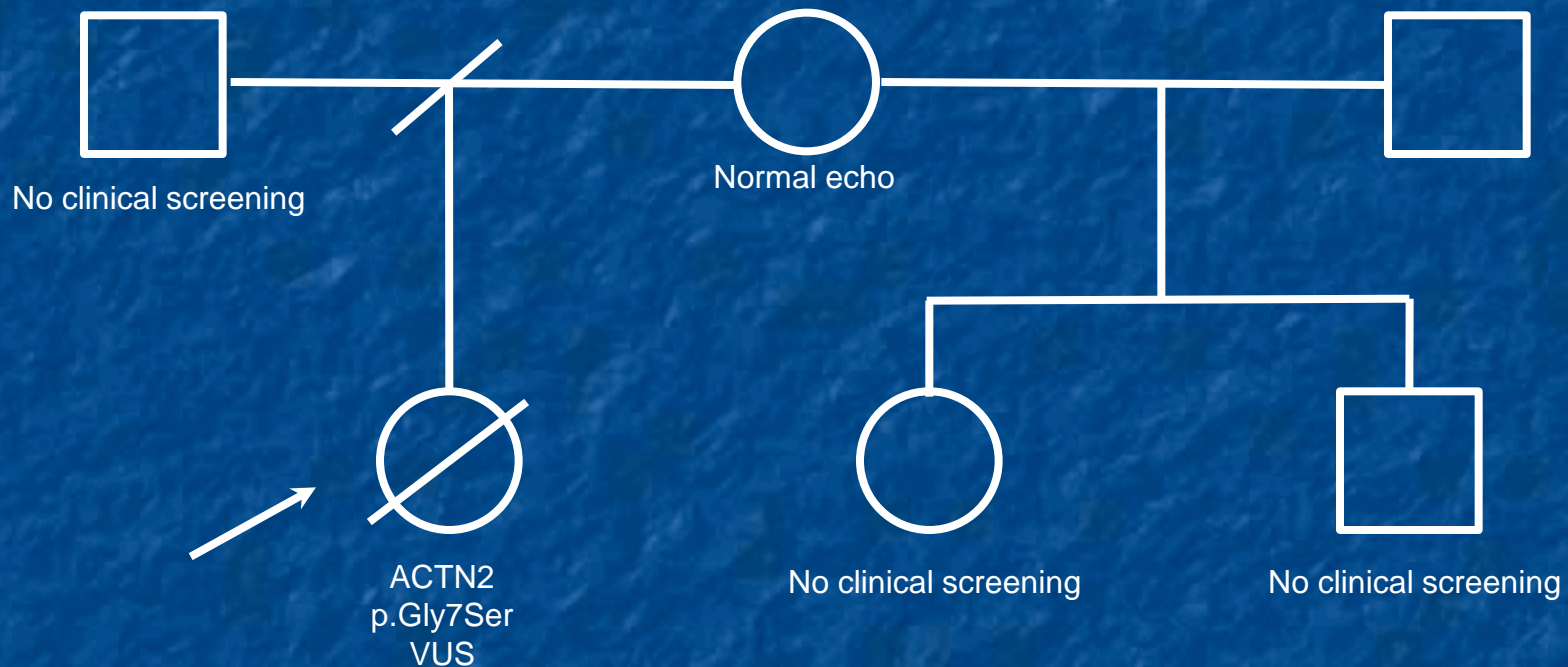 No clinical screening
Normal echo
ACTN2
p.Gly7Ser
VUS
No clinical screening
No clinical screening